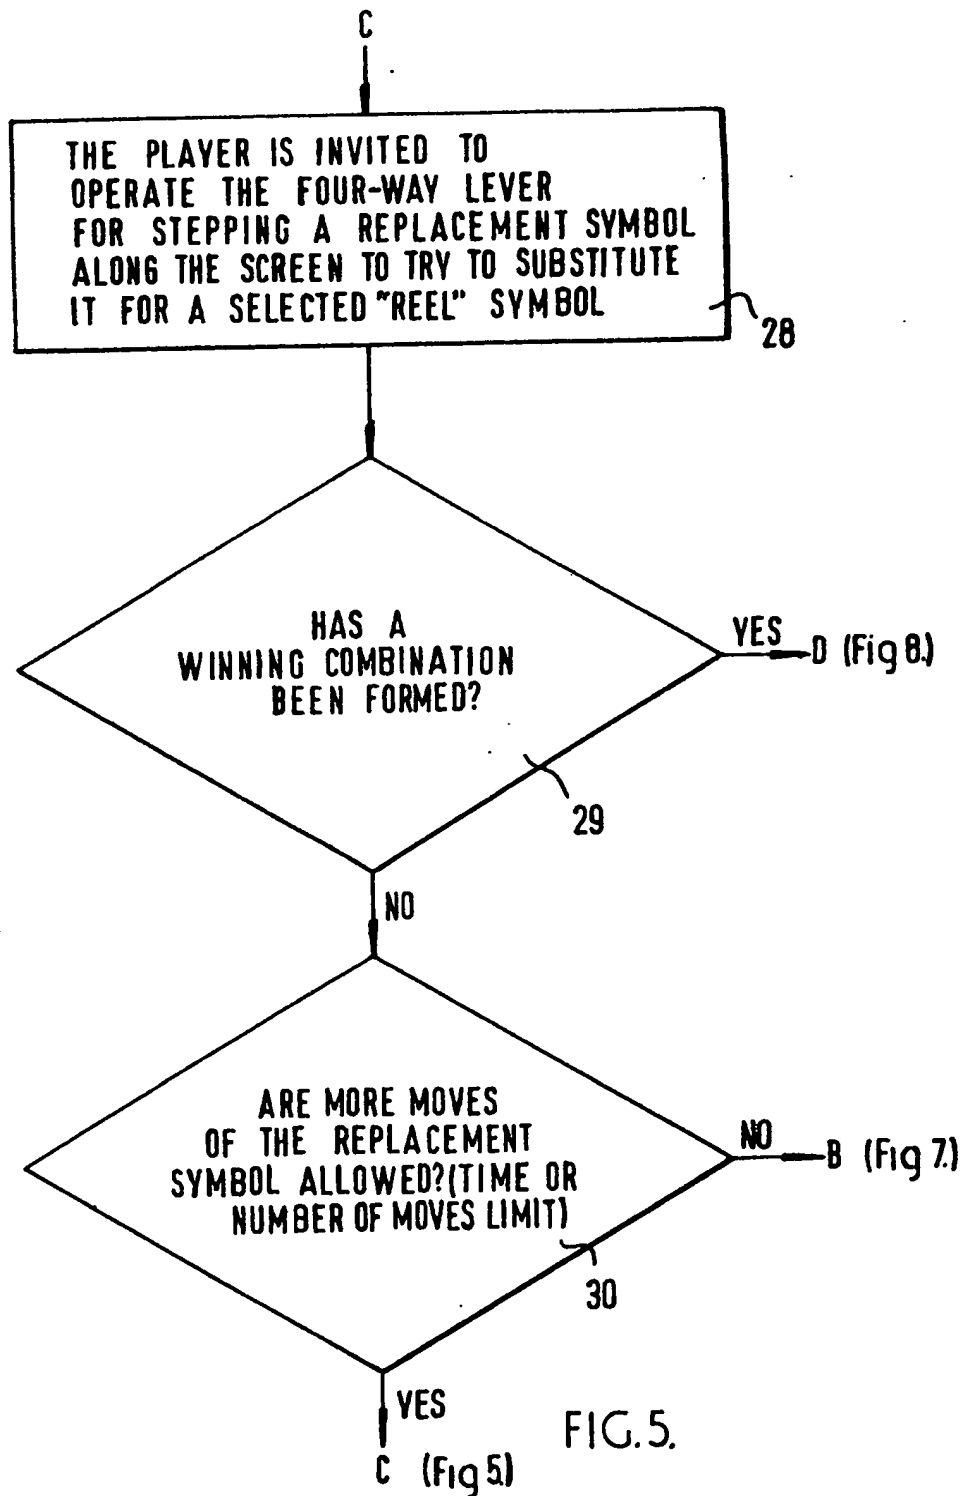 C
THE PLAYER IS INVITED TO
OPERATE THE FOUR-WAY LEVER
FOR STEPPING A REPLACEMENT SYMBOL
ALONG THE SCREEN TO TRY TO SUBSTITUTE
IT FOR A SELECTED "REEL" SYMBOL
28
HAS A
WINNING COMBINATION
BEEN FORMED?
YES
D (Fig 8.)
29
NO
ARE MORE MOVES
OF THE REPLACEMENT
SYMBOL ALLOWED?(TIME OR
NUMBER OF MOVES LIMIT)
NO
B (Fig 7.)
30
YES
C (Fig 5.)
FIG. 5.